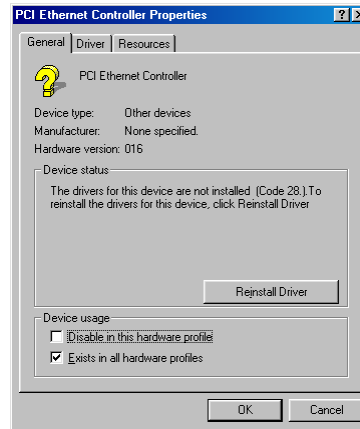 PCI Ethernet Controller Properties
General Driver Resources
PCI Ethernet Controller
Device type: Other devices
Manufacturer: None specified.
Hardware version: 016
Device status
The drivers for this device are not installed (Code 28.).To
reinstall the drivers for this device, click Reinstall Driver
Reinstall Driver
Device usage
Disable in this hardware profile
Exists in all hardware profiles
OK Cancel